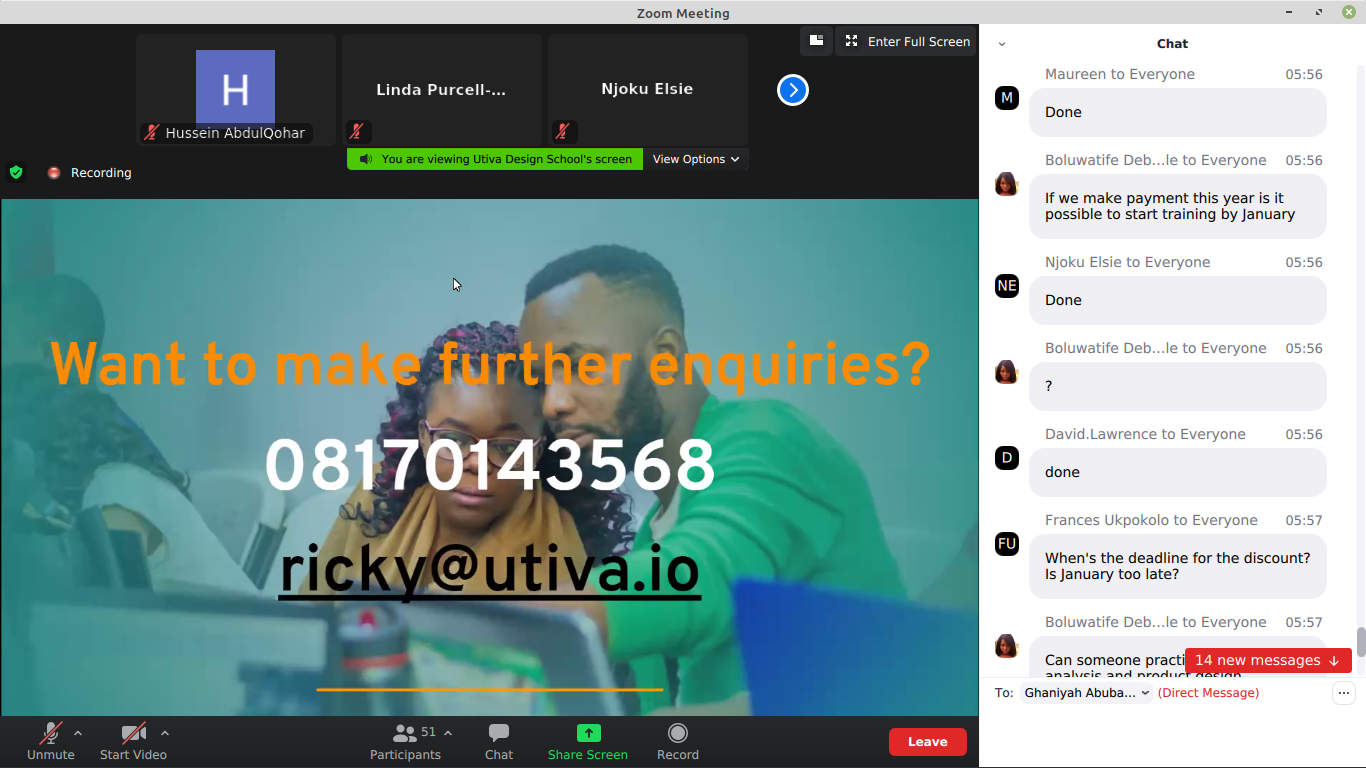 Zoom Meeting
Enter Full Screen
H
Hussein AbdulQohar
Linda Purcell-...
Njoku Elsie
You are viewing Utiva Design School's screen
View Options
Recording
Want to make further enquiries?
08170143568
ricky@utiva.io
Unmute
Start Video
51
Participants
Chat
Share Screen
Record
Leave
Chat
Maureen to Everyone 05:56
M
Done
Boluwatife Deb...le to Everyone 05:56
If we make payment this year is it
possible to start training by January
Njoku Elsie to Everyone 05:56
NE
Done
Boluwatife Deb...le to Everyone 05:56
?
David.Lawrence to Everyone 05:56
D
done
Frances Ukpokolo to Everyone 05:57
FU
When's the deadline for the discount?
Is January too late?
Boluwatife Deb...le to Everyone 05:57
Can someone practi
analysis and product design
14 new messages
To: Ghaniyah Abuba... (Direct Message)